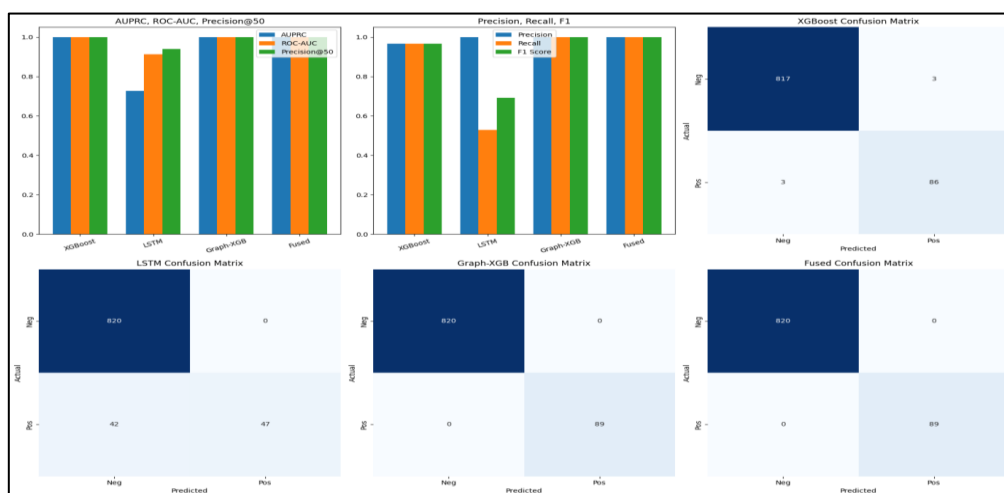 AUPRC, ROC-AUC, Precision@50
1.0
0.8
0.6
0.4
0.2
0.0
AUPRC
ROC-AUC
Precision@50
XGBoost
LSTM
Graph-XGB
Fused
Precision, Recall, F1
1.0
0.8
0.6
0.4
0.2
0.0
Precision
Recall
F1 Score
XGBoost
LSTM
Graph-XGB
Fused
XGBoost Confusion Matrix
Actual
Neg
Pos
817
3
3
86
Neg
Pos
Predicted
LSTM Confusion Matrix
Actual
Neg
Pos
820
0
42
47
Neg
Pos
Predicted
Graph-XGB Confusion Matrix
Actual
Neg
Pos
820
0
0
89
Neg
Pos
Predicted
Fused Confusion Matrix
Actual
Neg
Pos
820
0
0
89
Neg
Pos
Predicted